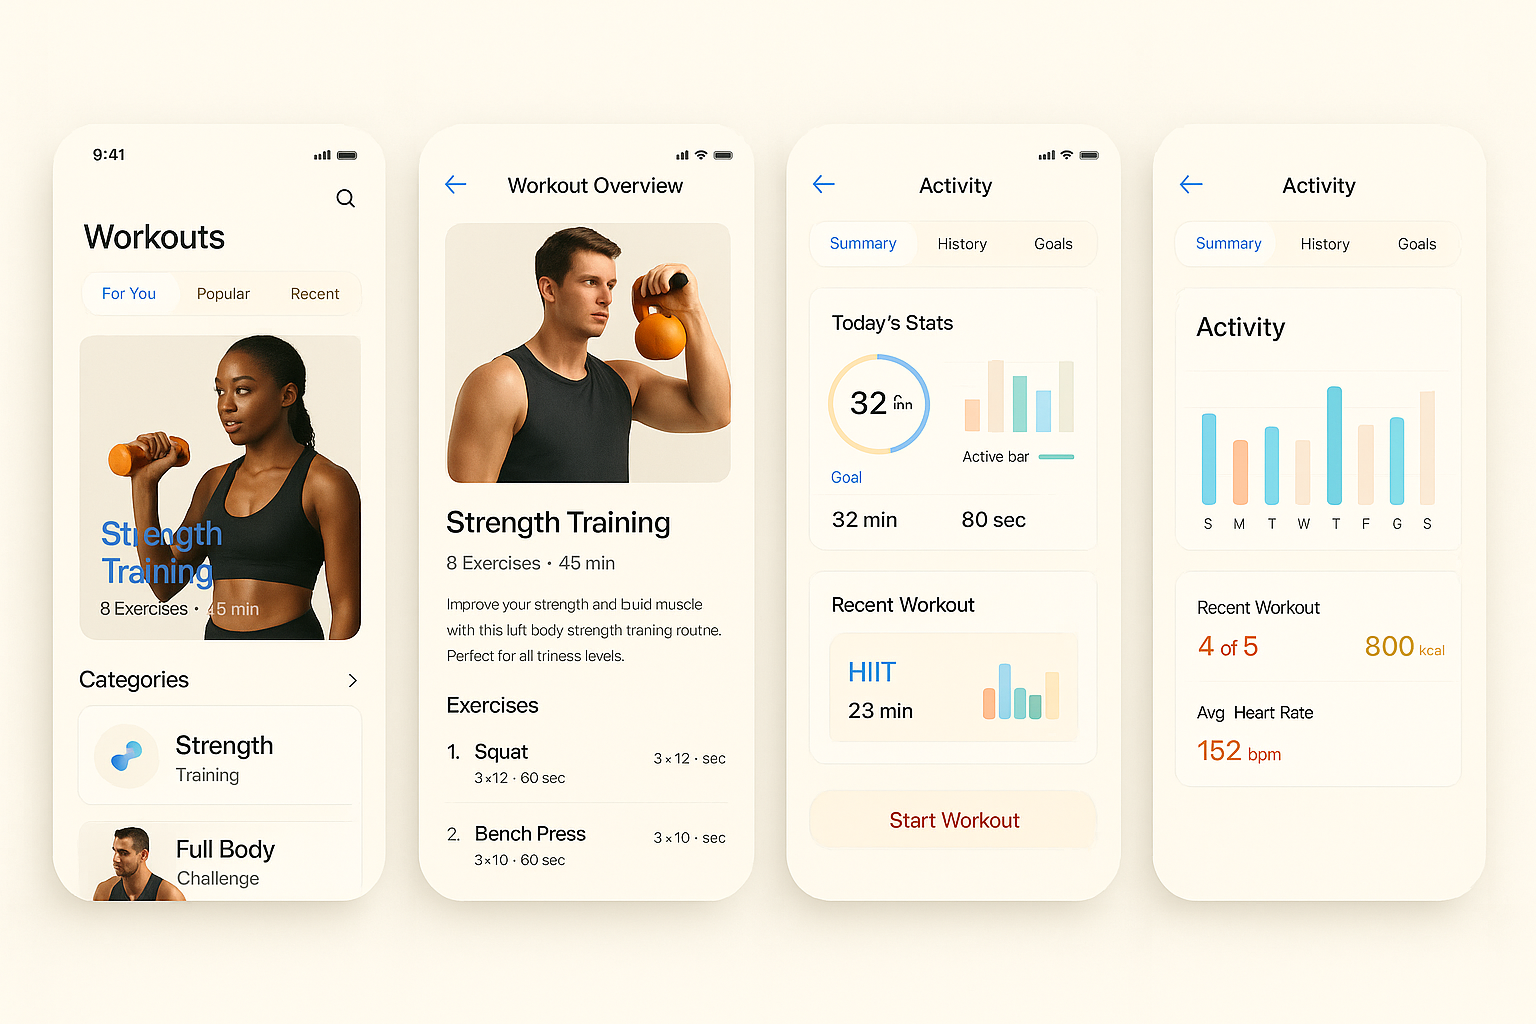 9:41
Workouts
For You
Popular
Recent
Strength
Training
8 Exercises • 45 min
Categories
Strength
Training
Full Body
Challenge
Workout Overview
Strength Training
8 Exercises • 45 min
Improve your strength and buid muscle
with this luft body strength traning routne.
Perfect for all triness levels.
Exercises
1. Squat
3×12 · 60 sec
3×12 · sec
2. Bench Press
3×10 · 60 sec
3×10 · sec
Activity
Summary
History
Goals
Today's Stats
32
Active bar
Goal
32 min
80 sec
Recent Workout
HIIT
23 min
Start Workout
Activity
Summary
History
Goals
Activity
S M T W T F G S
Recent Workout
4 of 5
800 kcal
Avg Heart Rate
152 bpm